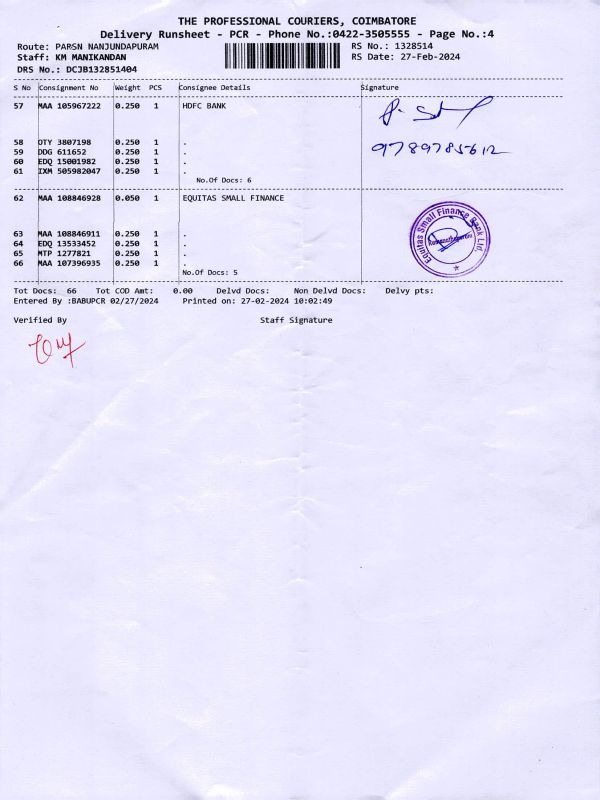 THE PROFESSIONAL COURIERS, COIMBATORE
Delivery Runsheet - PCR - Phone No.:0422-3505555 - Page No.:4
Route: PARSN NANJUNDAPURAM RS No.: 1328514
Staff: KM MANIKANDAN RS Date: 27-Feb-2024
DRS No.: DCJB132851404
S No Consignment No Weight PCS Consignee Details Signature
57 MAA 105967222 0.250 1 HDFC BANK
58 OTY 3807198 0.250 1 .
9789785612
59 DDG 611652 0.250 1 .
60 EDQ 15001982 0.250 1 .
61 IXM 505982047 0.250 1 .
No.Of Docs: 6
62 MAA 108846928 0.050 1 EQUITAS SMALL FINANCE
Equitas Small Finance Bank Ltd.
63 MAA 108846911 0.250 1 .
64 EDQ 13533452 0.250 1 .
65 MTP 1277821 0.250 1 .
66 MAA 107396935 0.250 1 .
No.Of Docs: 5
Tot Docs: 66 Tot COD Amt: 0.00 Delvd Docs: Non Delvd Docs: Delvy pts:
Entered By :BABUPCR 02/27/2024 Printed on: 27-02-2024 10:02:49
Verified By Staff Signature